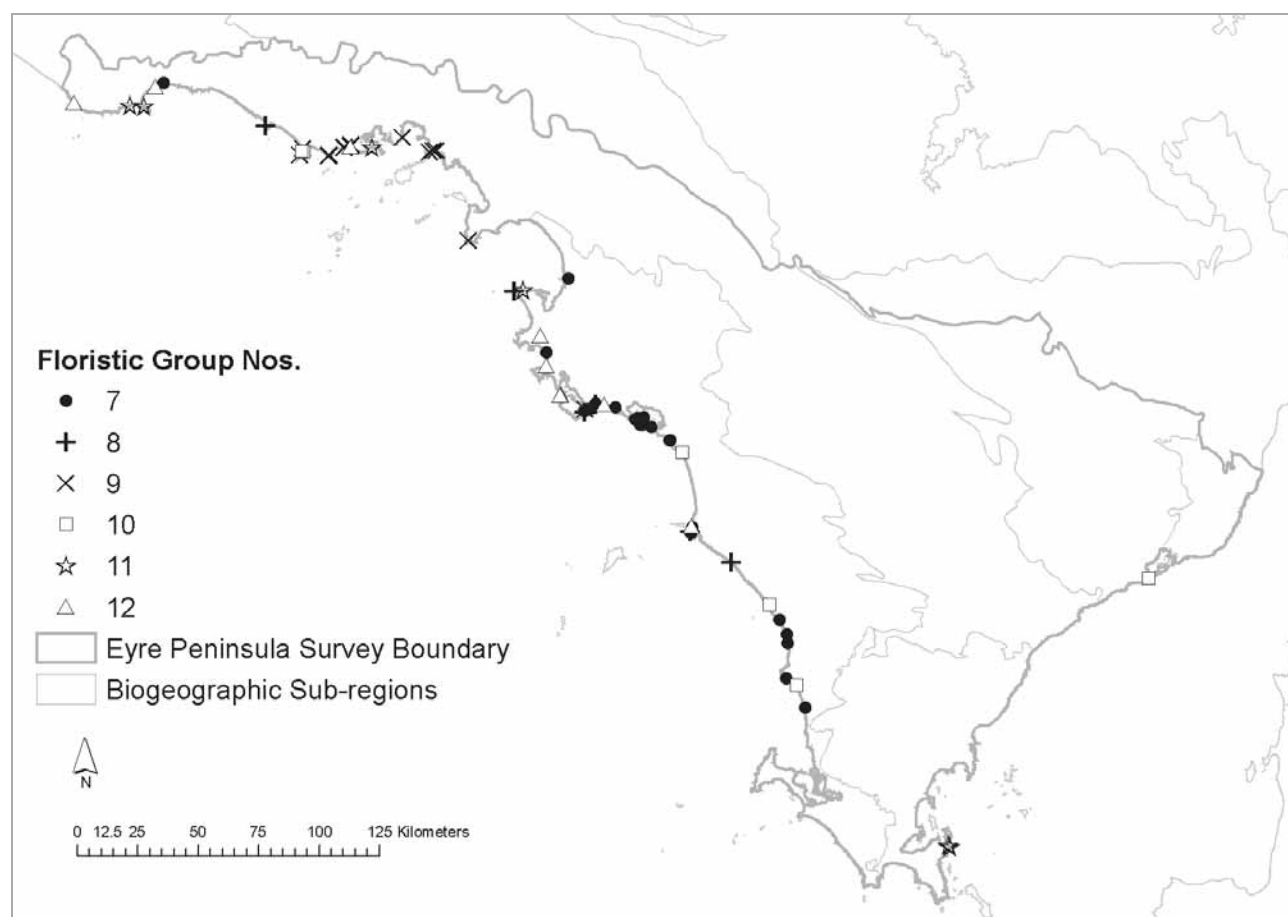 Floristic Group Nos.
7
8
9
10
11
12
Eyre Peninsula Survey Boundary
Biogeographic Sub-regions
N
0 12.5 25 50 75 100 125 Kilometers